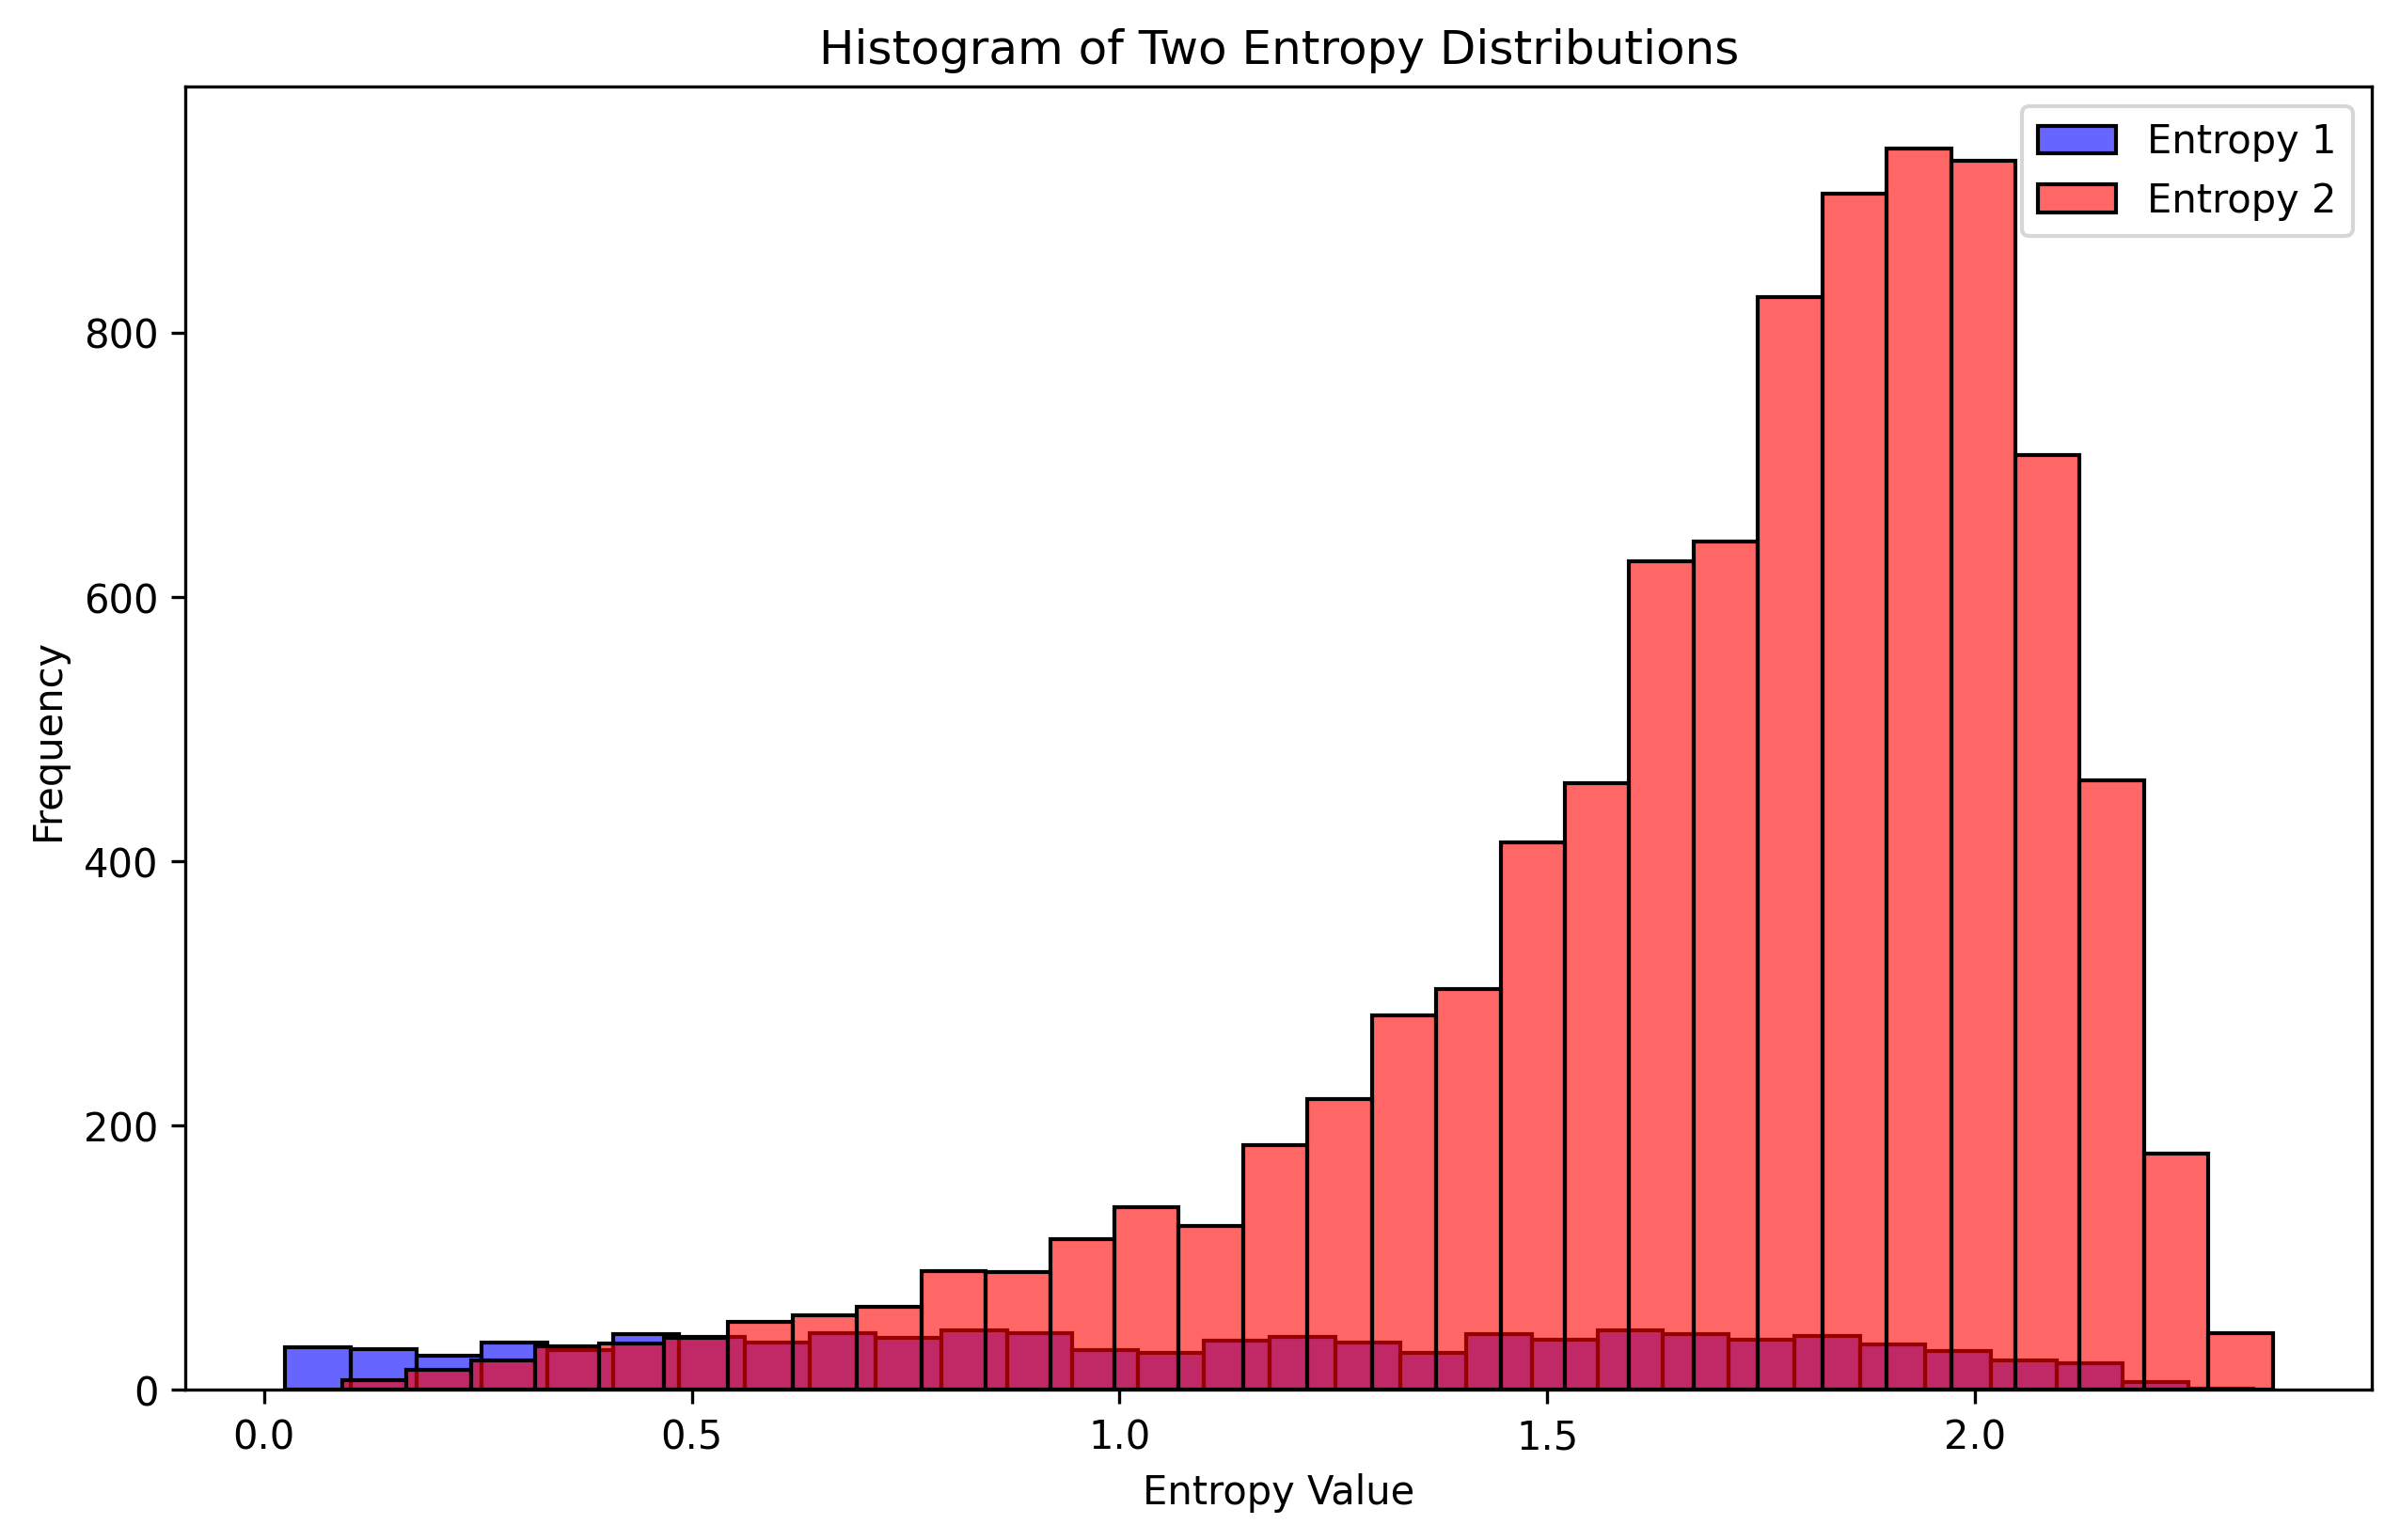 Histogram of Two Entropy Distributions
Entropy 1
Entropy 2
800
600
400
200
0
Frequency
0.0 0.5 1.0 1.5 2.0
Entropy Value